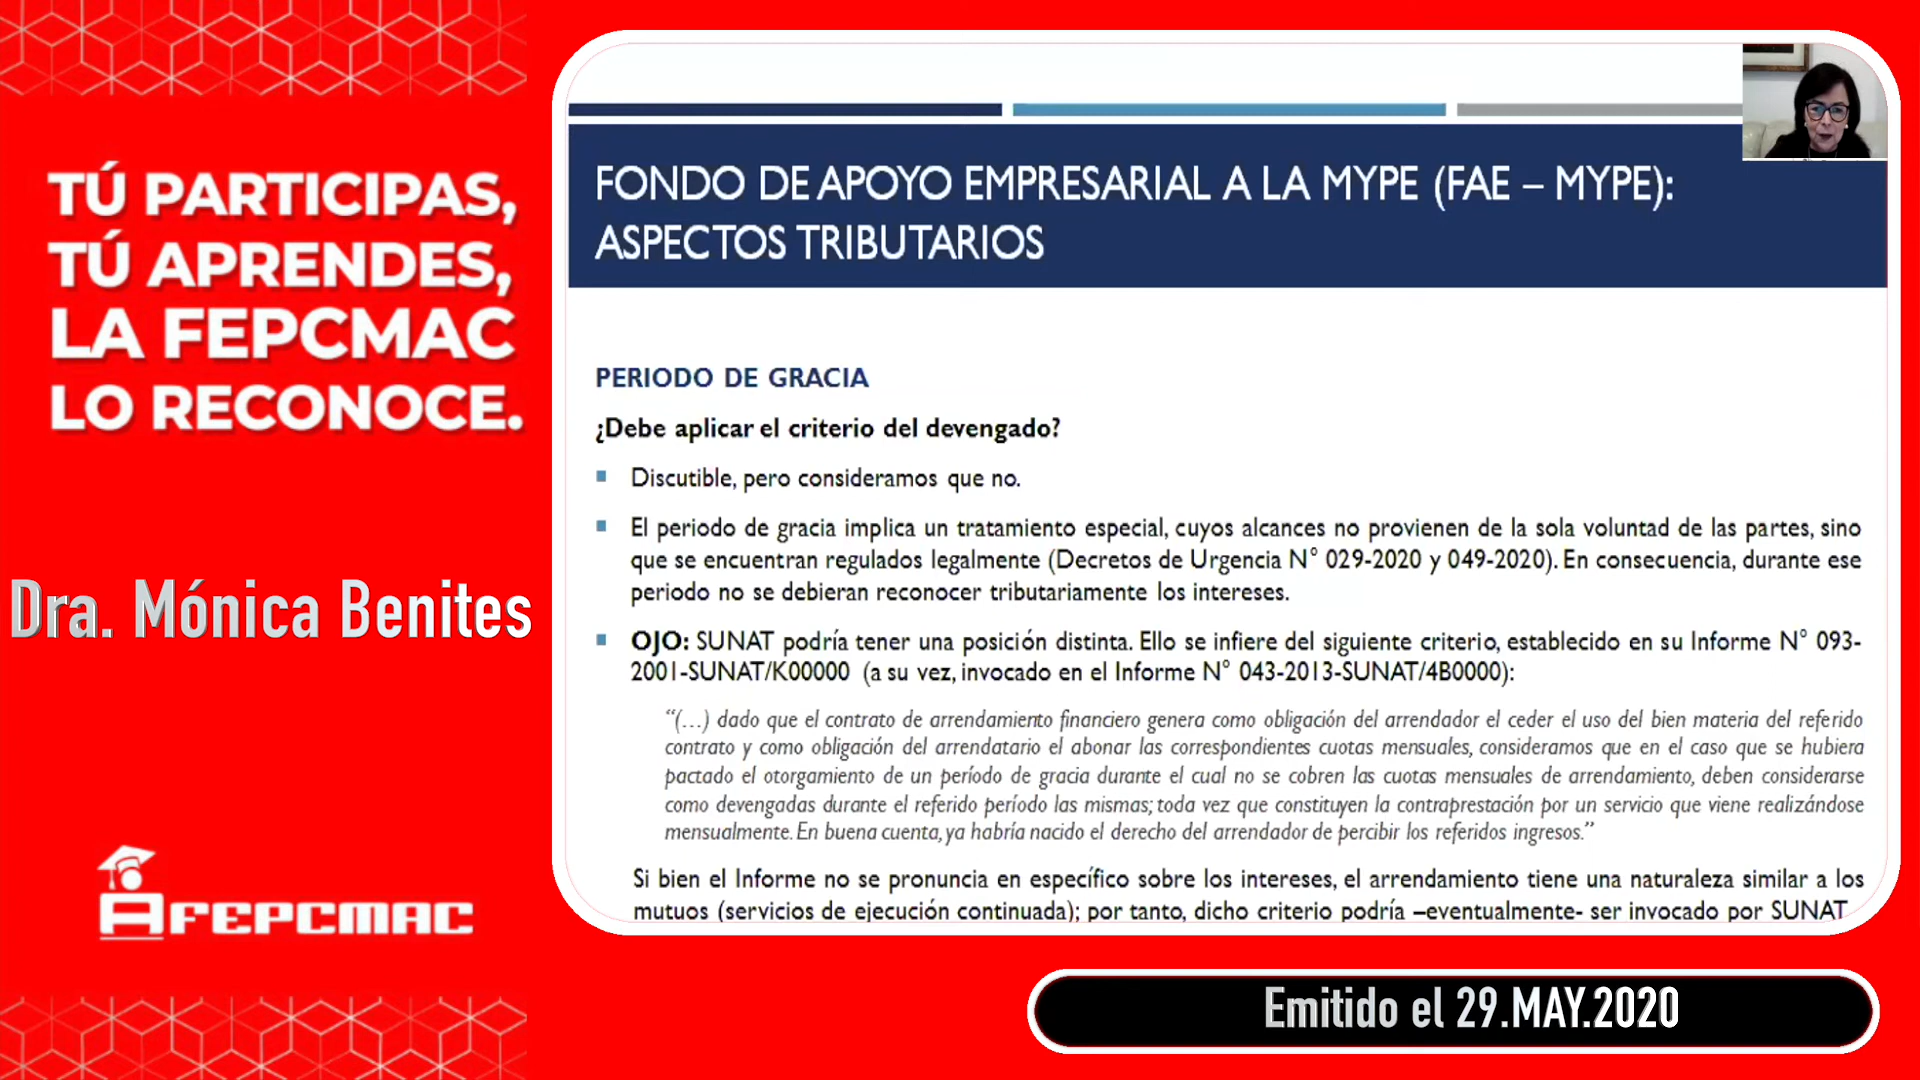 TÚ PARTICIPAS,
TÚ APRENDES,
LA FEPCMAC
LO RECONOCE.
Dra. Mónica Benites
FEPCMAC
FONDO DE APOYO EMPRESARIAL A LA MYPE (FAE – MYPE):
ASPECTOS TRIBUTARIOS
PERIODO DE GRACIA
¿Debe aplicar el criterio del devengado?
Discutible, pero consideramos que no.
El periodo de gracia implica un tratamiento especial, cuyos alcances no provienen de la sola voluntad de las partes, sino
que se encuentran regulados legalmente (Decretos de Urgencia N° 029-2020 y 049-2020). En consecuencia, durante ese
periodo no se debieran reconocer tributariamente los intereses.
OJO: SUNAT podría tener una posición distinta. Ello se infiere del siguiente criterio, establecido en su Informe N° 093-
2001-SUNAT/K00000 (a su vez, invocado en el Informe N° 043-2013-SUNAT/4B0000):
“(…) dado que el contrato de arrendamiento financiero genera como obligación del arrendador el ceder el uso del bien materia del referido
contrato y como obligación del arrendatario el abonar las correspondientes cuotas mensuales, consideramos que en el caso que se hubiera
pactado el otorgamiento de un período de gracia durante el cual no se cobren las cuotas mensuales de arrendamiento, deben considerarse
como devengadas durante el referido período las mismas; toda vez que constituyen la contraprestación por un servicio que viene realizándose
mensualmente. En buena cuenta, ya habría nacido el derecho del arrendador de percibir los referidos ingresos.”
Si bien el Informe no se pronuncia en específico sobre los intereses, el arrendamiento tiene una naturaleza similar a los
mutuos (servicios de ejecución continuada); por tanto, dicho criterio podría –eventualmente- ser invocado por SUNAT
Emitido el 29.MAY.2020